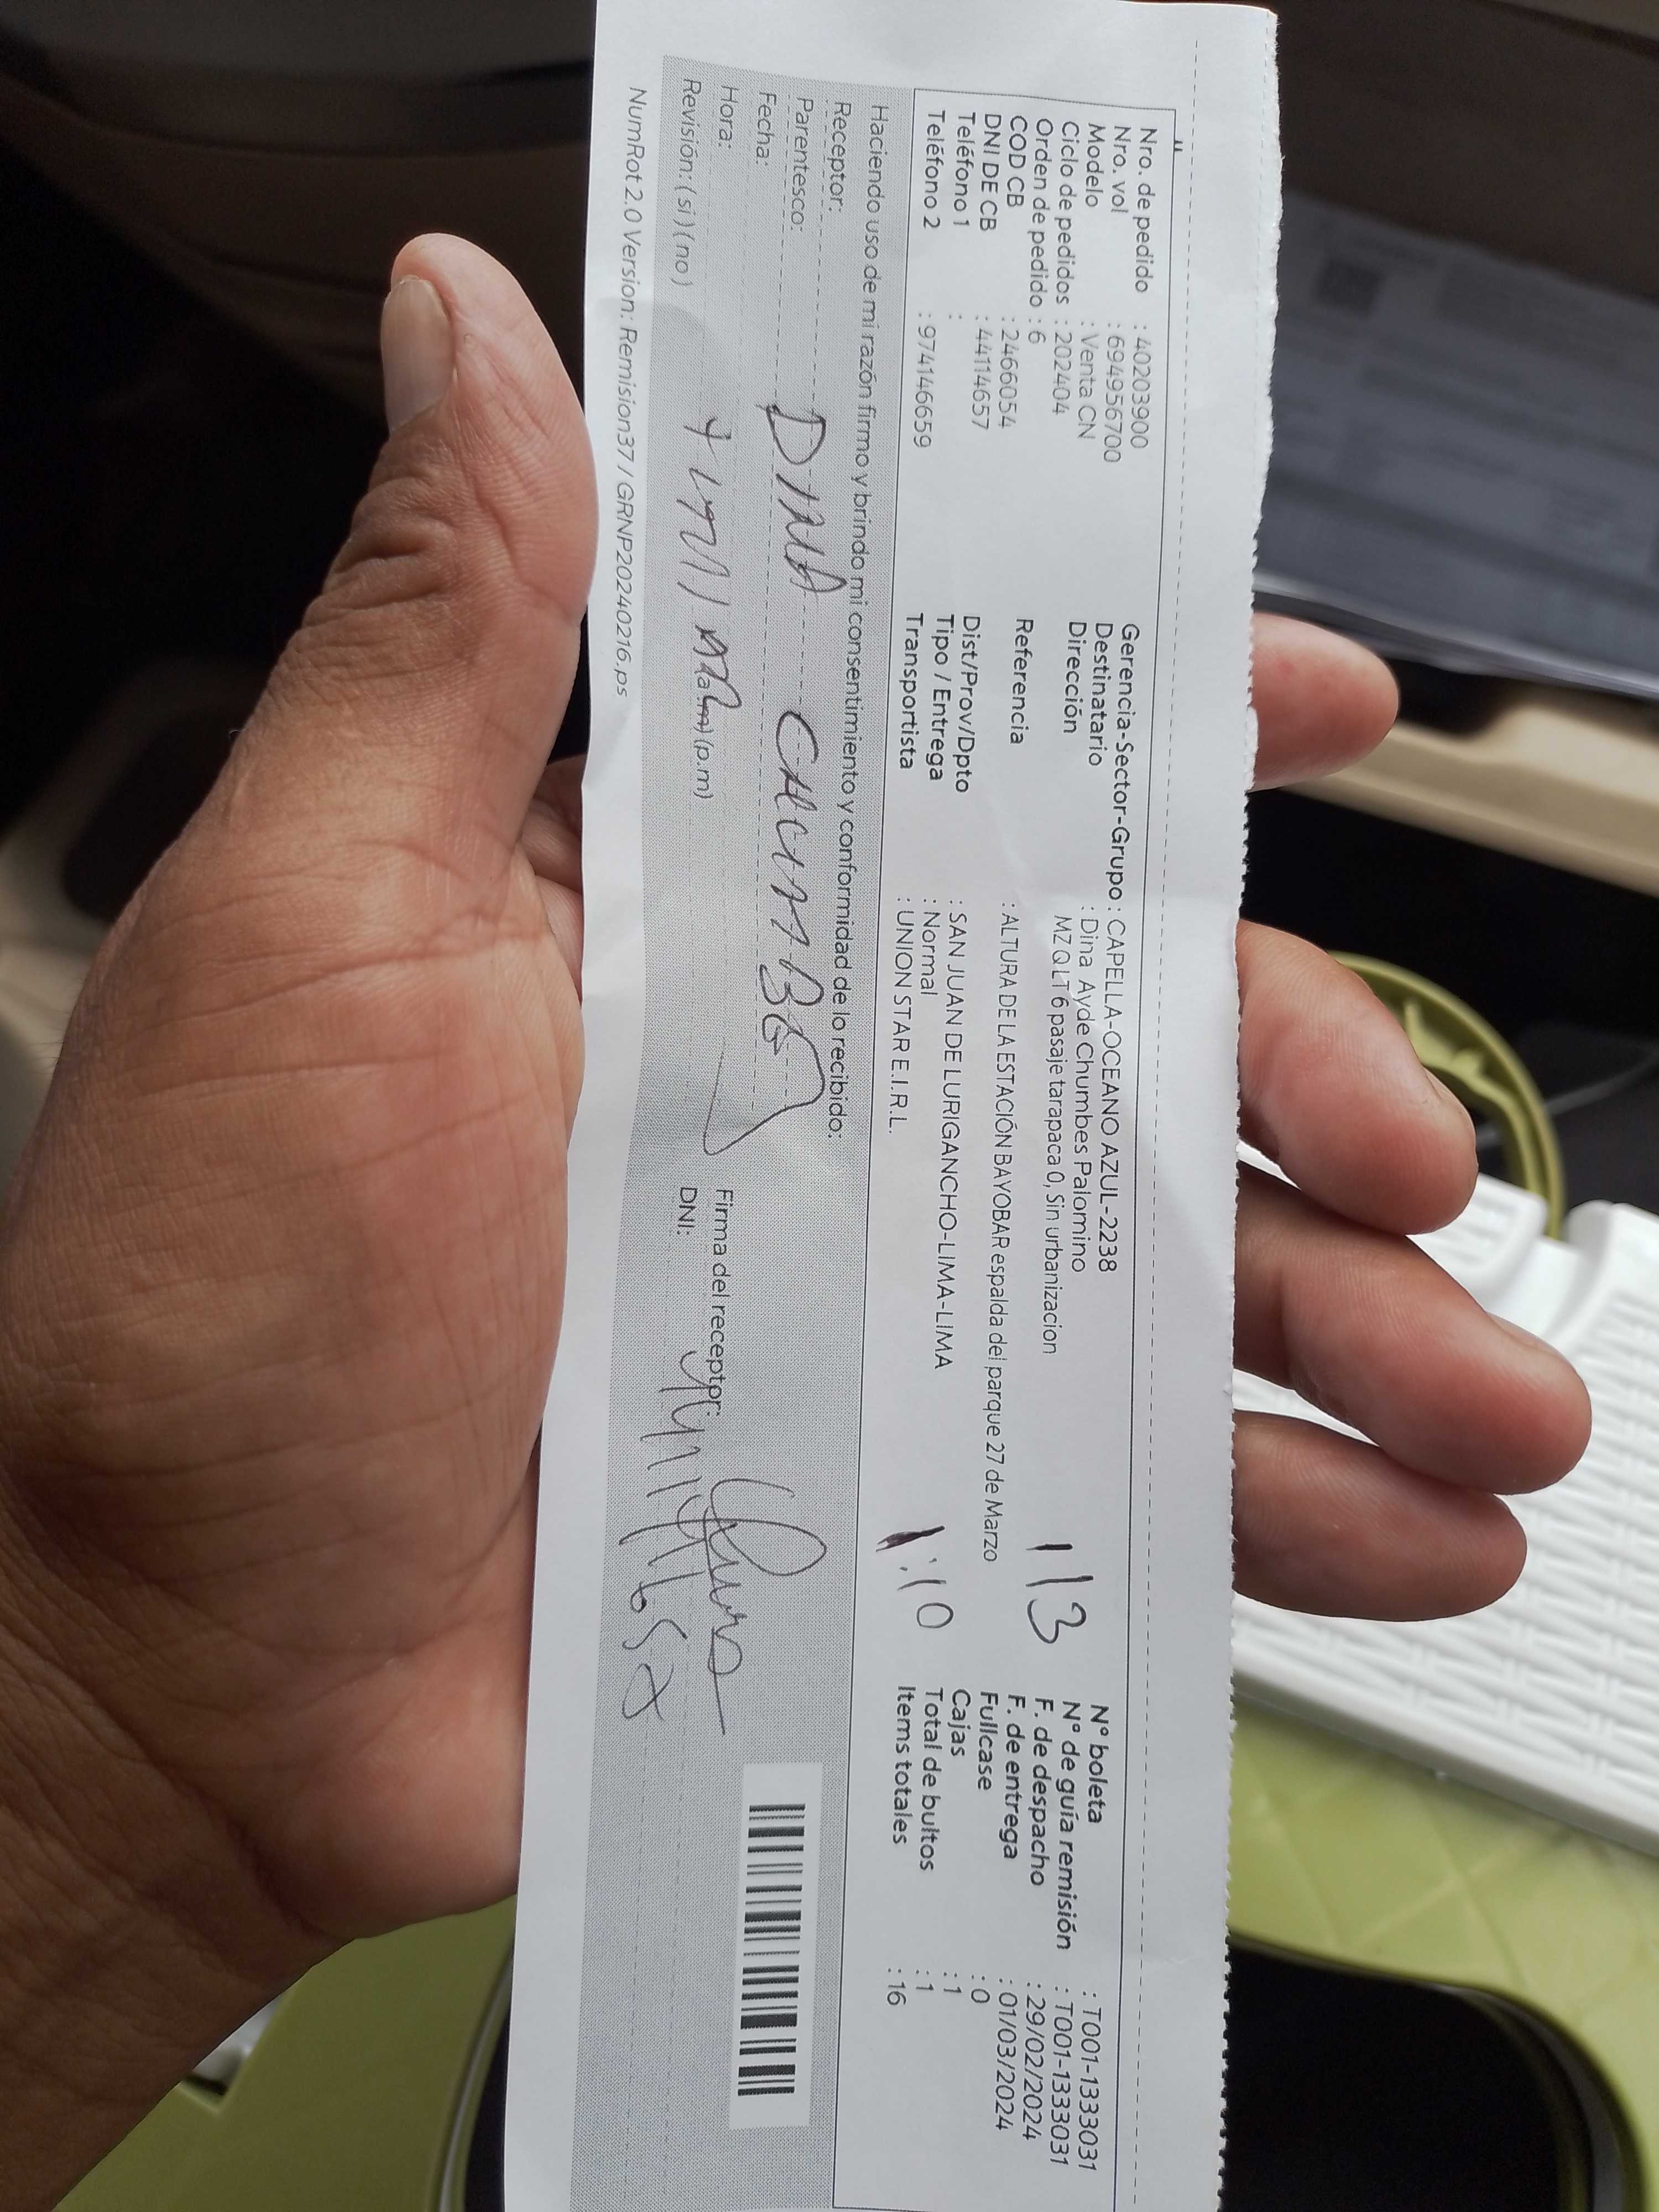 Nro. de pedido : 40203900
Nro. vol : 694956700
Modelo : Venta CN
Ciclo de pedidos : 202404
Orden de pedido : 6
COD CB : 2466054
DNI DE CB : 44114657
Teléfono 1 :
Teléfono 2 : 974146659
Gerencia-Sector-Grupo : CAPELLA-OCEANO AZUL-2238
Destinatario : Dina Ayde Chumbes Palomino
Dirección MZ Q LT 6 pasaje tarapaca 0, Sin urbanizacion
Referencia : ALTURA DE LA ESTACIÓN BAYOBAR espalda del parque 27 de Marzo
Dist/Prov/Dpto : SAN JUAN DE LURIGANCHO-LIMA-LIMA
Tipo / Entrega : Normal
Transportista : UNION STAR E.I.R.L.
1 13
1:10
N° boleta : T001-1333031
N° de guía remisión : T001-1333031
F. de despacho : 29/02/2024
F. de entrega : 01/03/2024
Fullcase : 0
Cajas : 1
Total de bultos : 1
Items totales : 16
Haciendo uso de mi razón firmo y brindo mi consentimiento y conformidad de lo recibido:
Receptor:
Parentesco:
Fecha:
Hora: (p.m)
Revisión: (si) (no)
Firma del receptor:
DNI: 44114657
NumRot 2.0 Version: Remision37 / GRNP20240216.ps